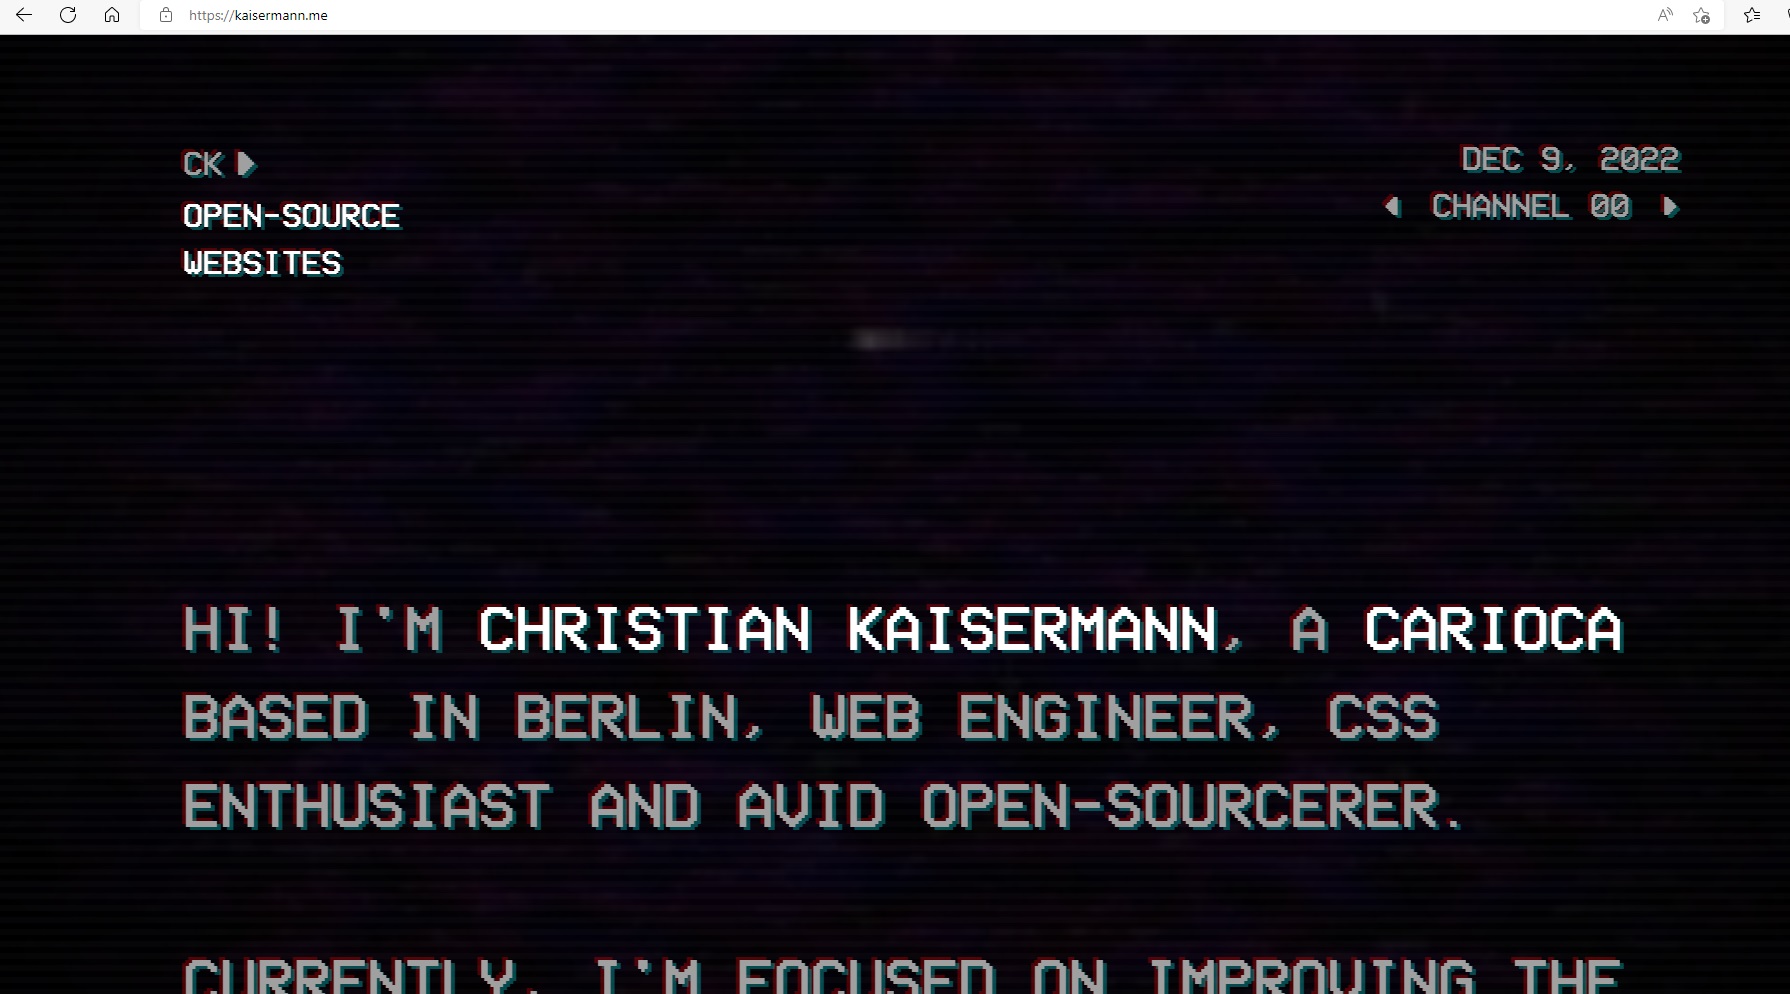 https://kaisermann.me
CK
OPEN-SOURCE
WEBSITES
DEC 9, 2022
CHANNEL 00
HI! I'M CHRISTIAN KAISERMANN, A CARIOCA
BASED IN BERLIN, WEB ENGINEER, CSS
ENTHUSIAST AND AVID OPEN-SOURCERER.
CURRENTLY, I'M FOCUSED ON IMPROVING THE